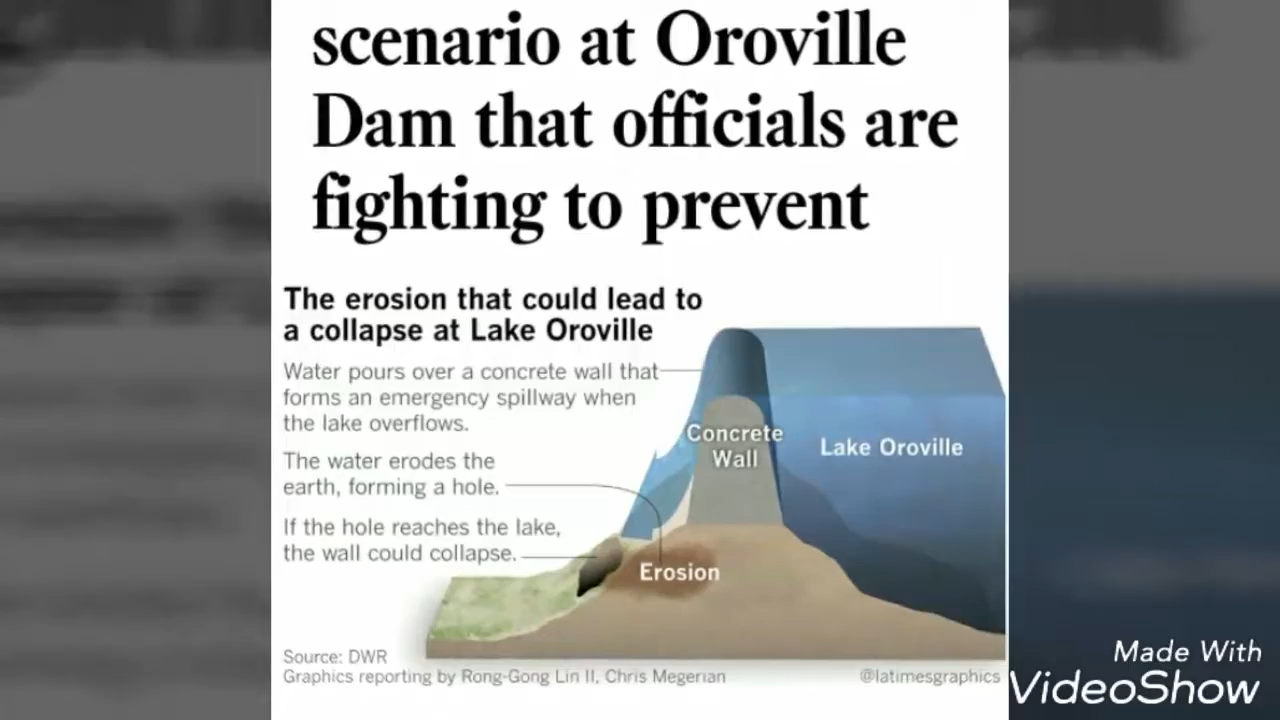 scenario at Oroville
Dam that officials are
fighting to prevent
The erosion that could lead to
a collapse at Lake Oroville
Water pours over a concrete wall that
forms an emergency spillway when
the lake overflows.
The water erodes the
earth, forming a hole.
If the hole reaches the lake,
the wall could collapse.
Concrete
Wall
Lake Oroville
Erosion
Source: DWR
Graphics reporting by Rong-Gong Lin II, Chris Megerian
@latimesgraphics
Made With
VideoShow